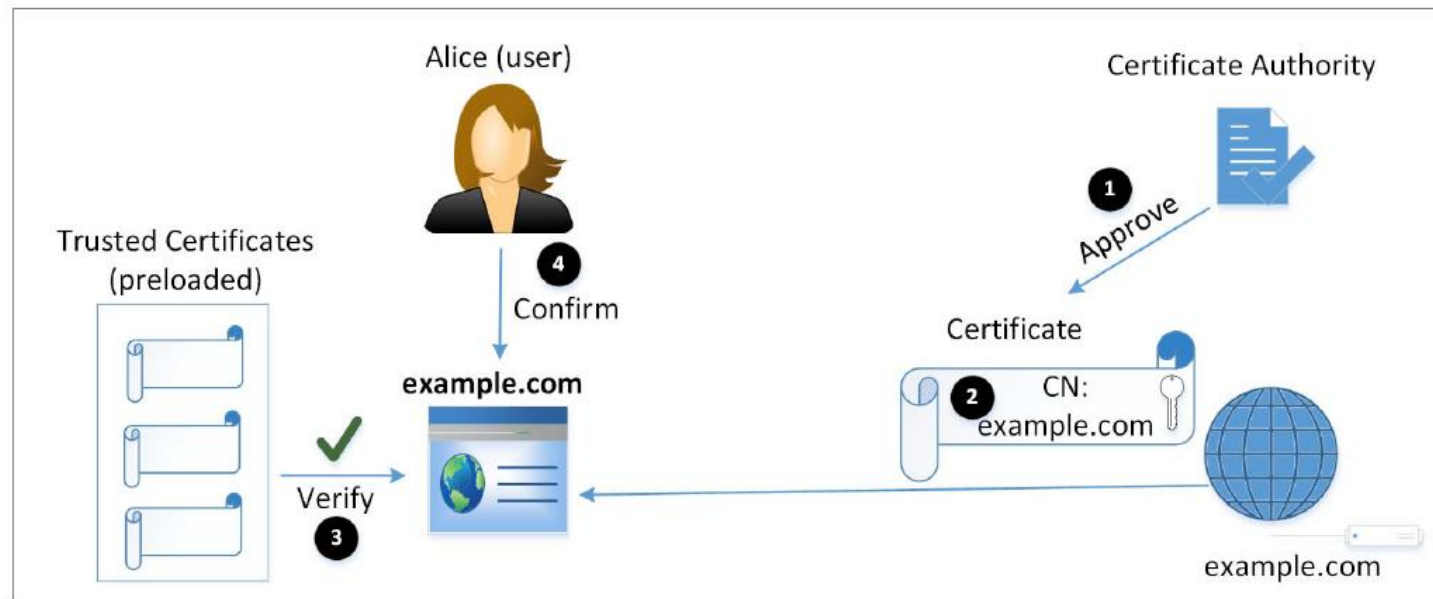 Alice (user)
Certificate Authority
1
Approve
Trusted Certificates
(preloaded)
4
Confirm
Certificate
example.com
2
CN:
example.com
Verify
3
example.com